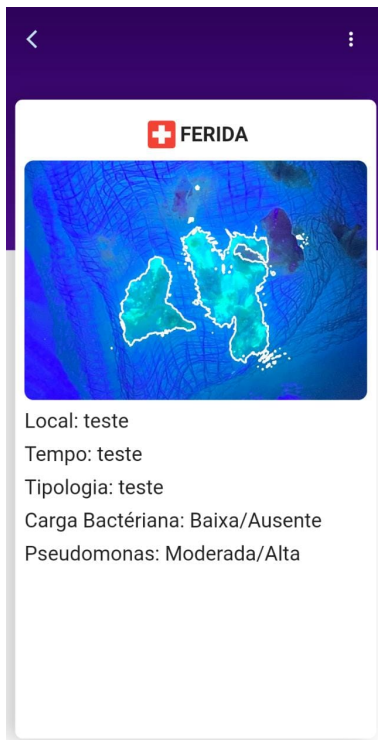 FERIDA
Local: teste
Tempo: teste
Tipologia: teste
Carga Bactériana: Baixa/Ausente
Pseudomonas: Moderada/Alta